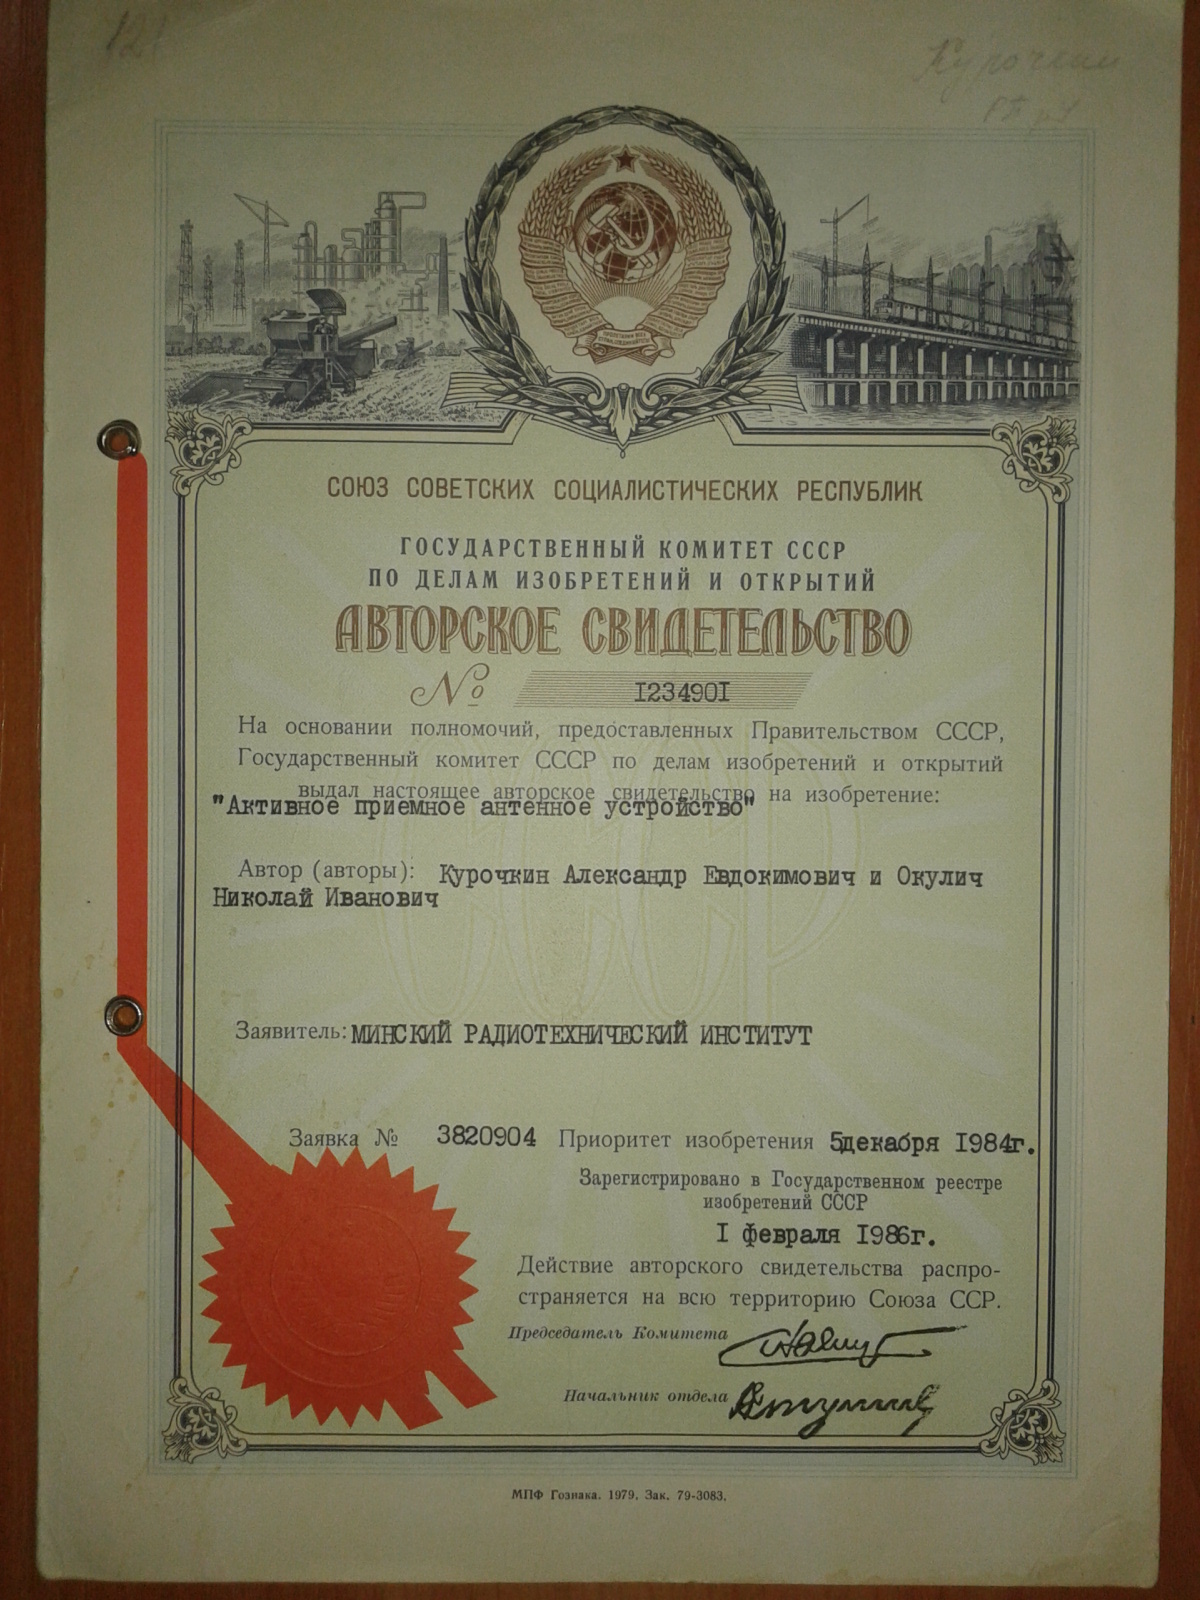 121
Курочкин
СОЮЗ СОВЕТСКИХ СОЦИАЛИСТИЧЕСКИХ РЕСПУБЛИК
ГОСУДАРСТВЕННЫЙ КОМИТЕТ СССР
ПО ДЕЛАМ ИЗОБРЕТЕНИЙ И ОТКРЫТИЙ
АВТОРСКОЕ СВИДЕТЕЛЬСТВО
№ I23490I
На основании полномочий, предоставленных Правительством СССР,
Государственный комитет СССР по делам изобретений и открытий
выдал настоящее авторское свидетельство на изобретение:
"Активное приемное антенное устройство"
Автор (авторы): Курочкин Александр Евдокимович и Окулич
Николай Иванович
СССР
Заявитель: МИНСКИЙ РАДИОТЕХНИЧЕСКИЙ ИНСТИТУТ
Заявка № 3820904 Приоритет изобретения 5декабря I984г.
Зарегистрировано в Государственном реестре
изобретений СССР
I февраля I986г.
Действие авторского свидетельства распро-
страняется на всю территорию Союза ССР.
Председатель Комитета
Начальник отдела
МПФ Гознака. 1979. Зак. 79-3083.